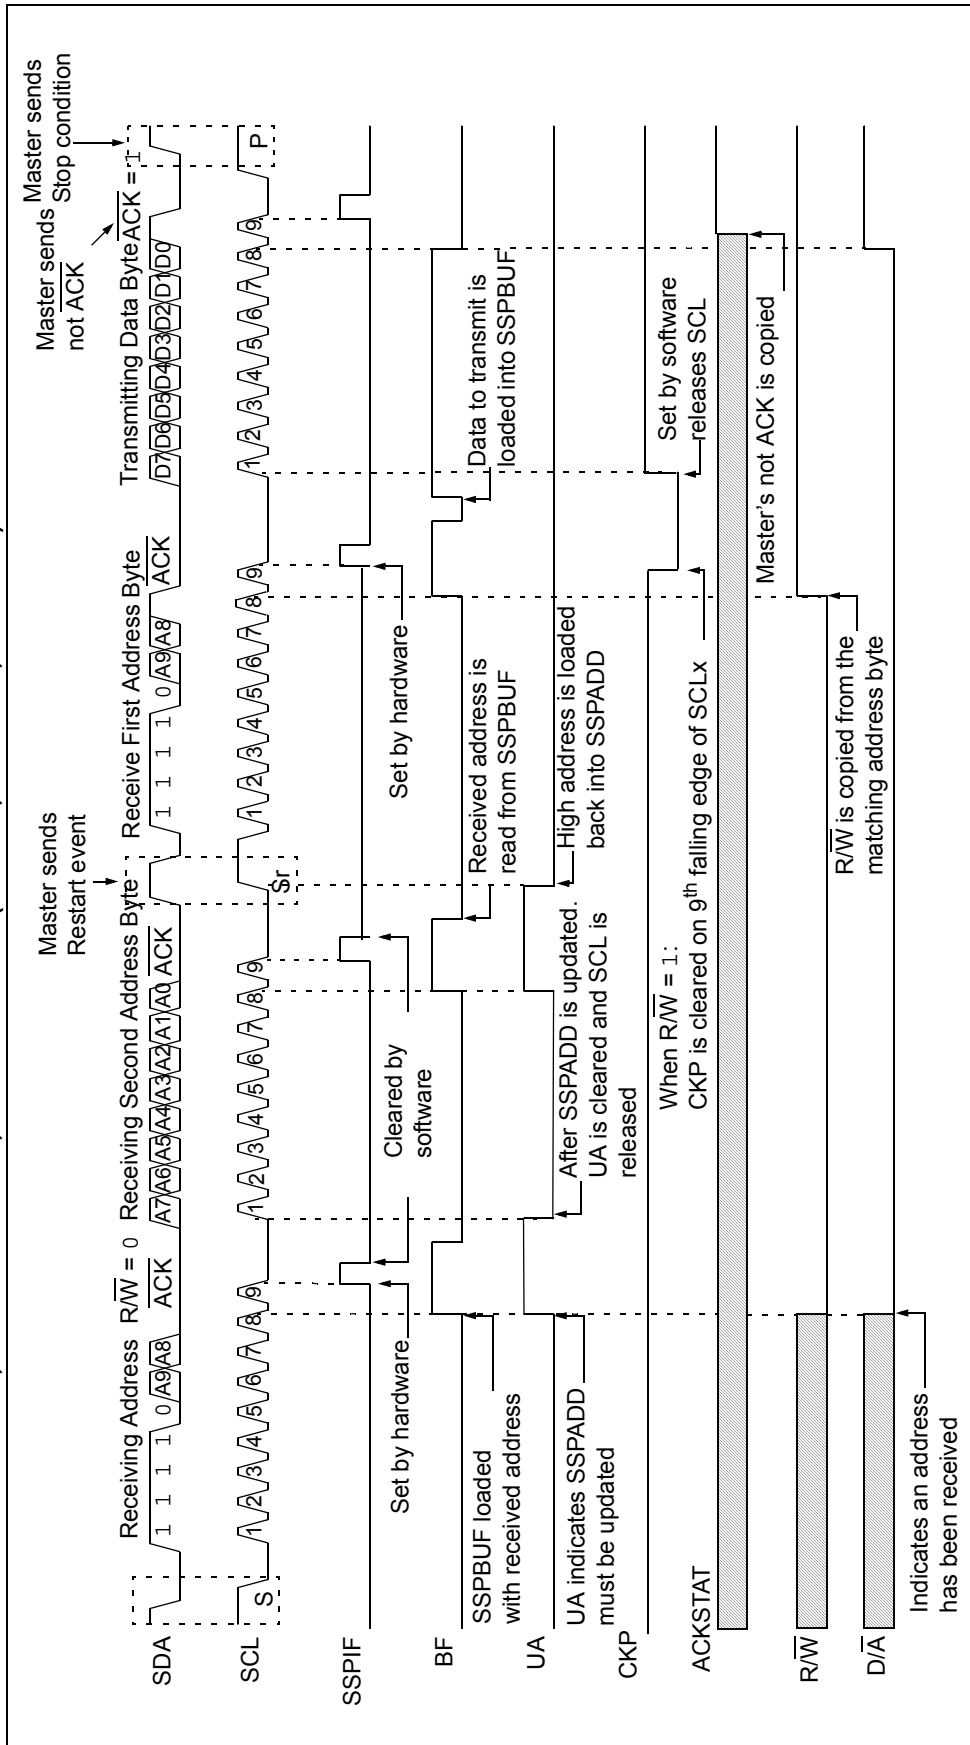 Master sends
Stop condition
Master sends
not ACK
ACK = 1
Master sends
Restart event
Receiving Address R/W = 0
Receiving Second Address Byte
Receive First Address Byte
Transmitting Data Byte
SDA
1 1 1 1 0 A9 A8
ACK
A7 A6 A5 A4 A3 A2 A1 A0
ACK
1 1 1 1 0 A9 A8
ACK
D7 D6 D5 D4 D3 D2 D1 D0
SCL
S
1 2 3 4 5 6 7 8 9
1 2 3 4 5 6 7 8 9
Sr
1 2 3 4 5 6 7 8 9
1 2 3 4 5 6 7 8 9
P
SSPIF
Set by hardware
Cleared by
software
Set by hardware
BF
SSPBUF loaded
with received address
Received address is
read from SSPBUF
Data to transmit is
loaded into SSPBUF
UA
UA indicates SSPADD
must be updated
After SSPADD is updated.
UA is cleared and SCL is
released
High address is loaded
back into SSPADD
CKP
When R/W = 1:
CKP is cleared on 9th falling edge of SCLx
Set by software
releases SCL
ACKSTAT
Master's not ACK is copied
R/W
R/W is copied from the
matching address byte
D/A
Indicates an address
has been received